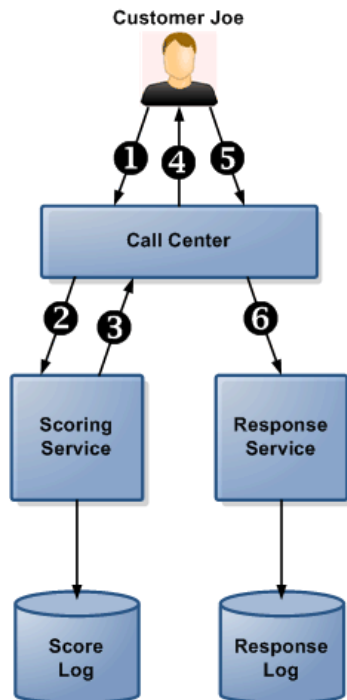 Customer Joe
1
4
5
Call Center
2
3
6
Scoring
Service
Response
Service
Score
Log
Response
Log